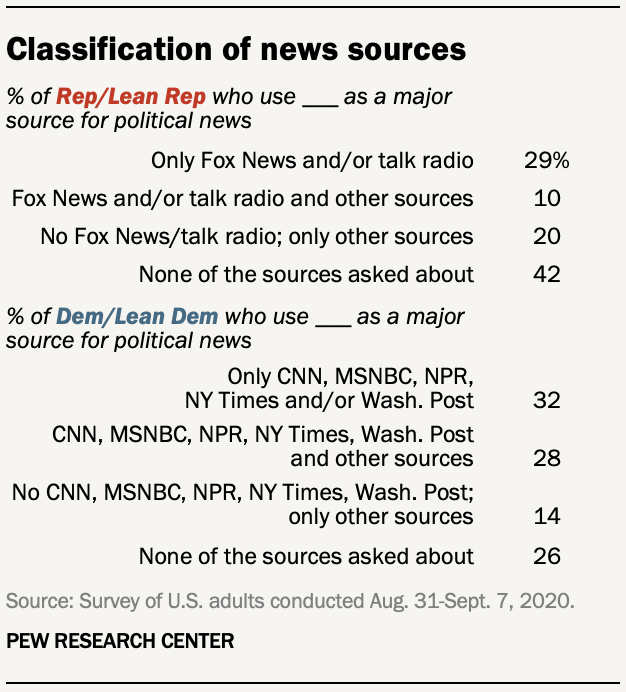 Classification of news sources
% of Rep/Lean Rep who use ___ as a major
source for political news
Only Fox News and/or talk radio 29%
Fox News and/or talk radio and other sources 10
No Fox News/talk radio; only other sources 20
None of the sources asked about 42
% of Dem/Lean Dem who use ___ as a major
source for political news
Only CNN, MSNBC, NPR,
NY Times and/or Wash. Post 32
CNN, MSNBC, NPR, NY Times, Wash. Post
and other sources 28
No CNN, MSNBC, NPR, NY Times, Wash. Post;
only other sources 14
None of the sources asked about 26
Source: Survey of U.S. adults conducted Aug. 31-Sept. 7, 2020.
PEW RESEARCH CENTER